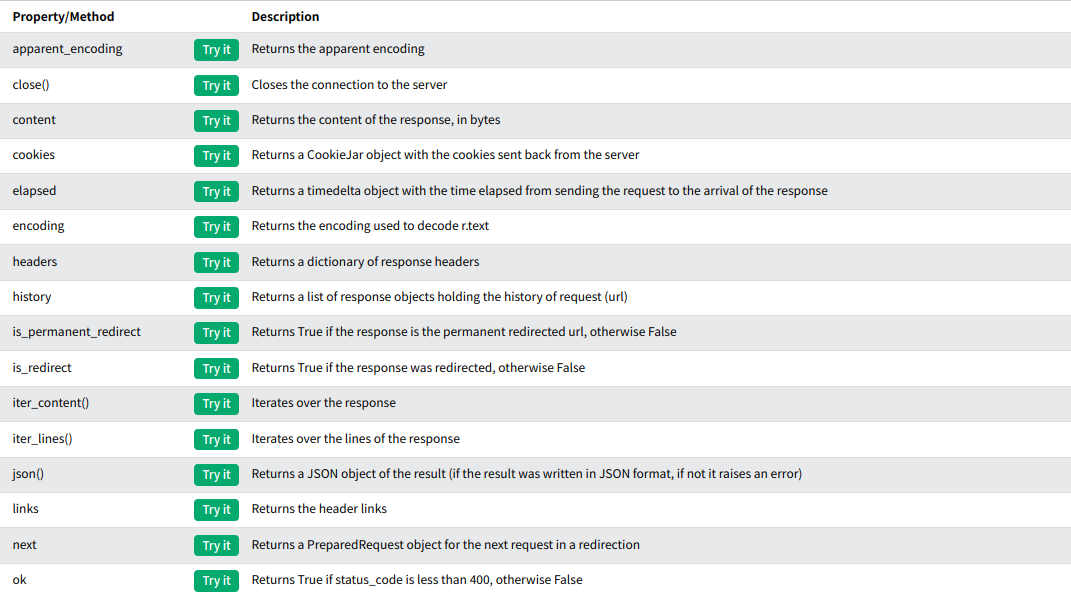 Property/Method Description
apparent_encoding Try it Returns the apparent encoding
close() Try it Closes the connection to the server
content Try it Returns the content of the response, in bytes
cookies Try it Returns a CookieJar object with the cookies sent back from the server
elapsed Try it Returns a timedelta object with the time elapsed from sending the request to the arrival of the response
encoding Try it Returns the encoding used to decode r.text
headers Try it Returns a dictionary of response headers
history Try it Returns a list of response objects holding the history of request (url)
is_permanent_redirect Try it Returns True if the response is the permanent redirected url, otherwise False
is_redirect Try it Returns True if the response was redirected, otherwise False
iter_content() Try it Iterates over the response
iter_lines() Try it Iterates over the lines of the response
json() Try it Returns a JSON object of the result (if the result was written in JSON format, if not it raises an error)
links Try it Returns the header links
next Try it Returns a PreparedRequest object for the next request in a redirection
ok Try it Returns True if status_code is less than 400, otherwise False